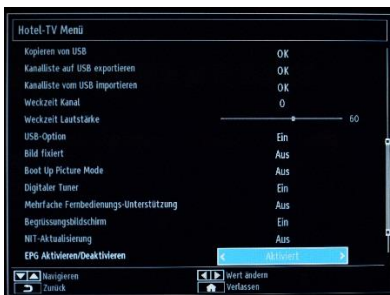 Hotel-TV Menü
Kopieren von USB OK
Kanalliste auf USB exportieren OK
Kanalliste vom USB importieren OK
Weckzeit Kanal 0
Weckzeit Lautstärke 60
USB-Option Ein
Bild fixiert Aus
Boot Up Picture Mode Aus
Digitaler Tuner Ein
Mehrfache Fernbedienungs-Unterstützung Aus
Begrüssungsbildschirm Ein
NIT-Aktualisierung Aus
EPG Aktivieren/Deaktivieren Aktiviert
Navigieren Wert ändern
Zurück Verlassen